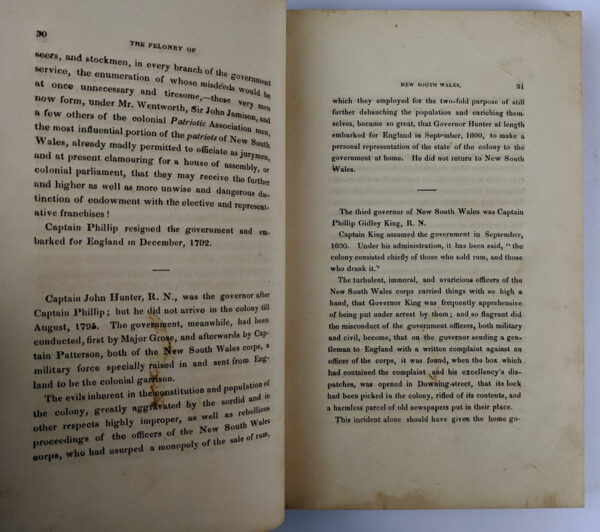 30
THE FELONRY OF
seers, and stockmen, in every branch of the government
service, the enumeration of whose misdeeds would be
at once unnecessary and tiresome,—these very men
now form, under Mr. Wentworth, Sir John Jamison, and
a few others of the colonial Patriotic Association men,
the most influential portion of the patriots of New South
Wales, already madly permitted to officiate as jurymen,
and at present clamouring for a house of assembly, or
colonial parliament, that they may receive the further
and higher as well as more unwise and dangerous dis-
tinction of endowment with the elective and represent-
ative franchises!
Captain Phillip resigned the government and em-
barked for England in December, 1792.
Captain John Hunter, R. N., was the governor after
Captain Phillip; but he did not arrive in the colony till
August, 1795. The government, meanwhile, had been
conducted, first by Major Grose, and afterwards by Cap-
tain Patterson, both of the New South Wales corps, a
military force specially raised in and sent from Eng-
land to be the colonial garrison.
The evils inherent in the constitution and population of
the colony, greatly aggravated by the sordid and in
other respects highly improper, as well as rebellious
proceedings of the officers of the New South Wales
corps, who had usurped a monopoly of the sale of rum,
NEW SOUTH WALES,
31
which they employed for the two-fold purpose of still
further debauching the population and enriching them-
selves, became so great, that Governor Hunter at length
embarked for England in September, 1800, to make a
personal representation of the state of the colony to the
government at home. He did not return to New South
Wales.
The third governor of New South Wales was Captain
Phillip Gidley King, R. N.
Captain King assumed the government in September,
1800. Under his administration, it has been said, "the
colony consisted chiefly of those who sold rum, and those
who drank it."
The turbulent, immoral, and avaricious officers of the
New South Wales corps carried things with so high a
hand, that Governor King was frequently apprehensive
of being put under arrest by them; and so flagrant did
the misconduct of the government officers, both military
and civil, become, that on the governor sending a gen-
tleman to England with a written complaint against an
officer of the corps, it was found, when the box which
had contained the complaint and his excellency's dis-
patches, was opened in Downing-street, that its lock
had been picked in the colony, rifled of its contents, and
a harmless parcel of old newspapers put in their place.
This incident alone should have given the home go-